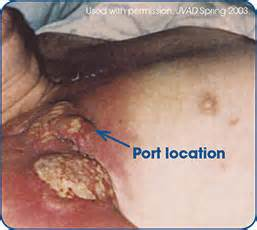 Used with permission, JVAD Spring 2003.
Port location